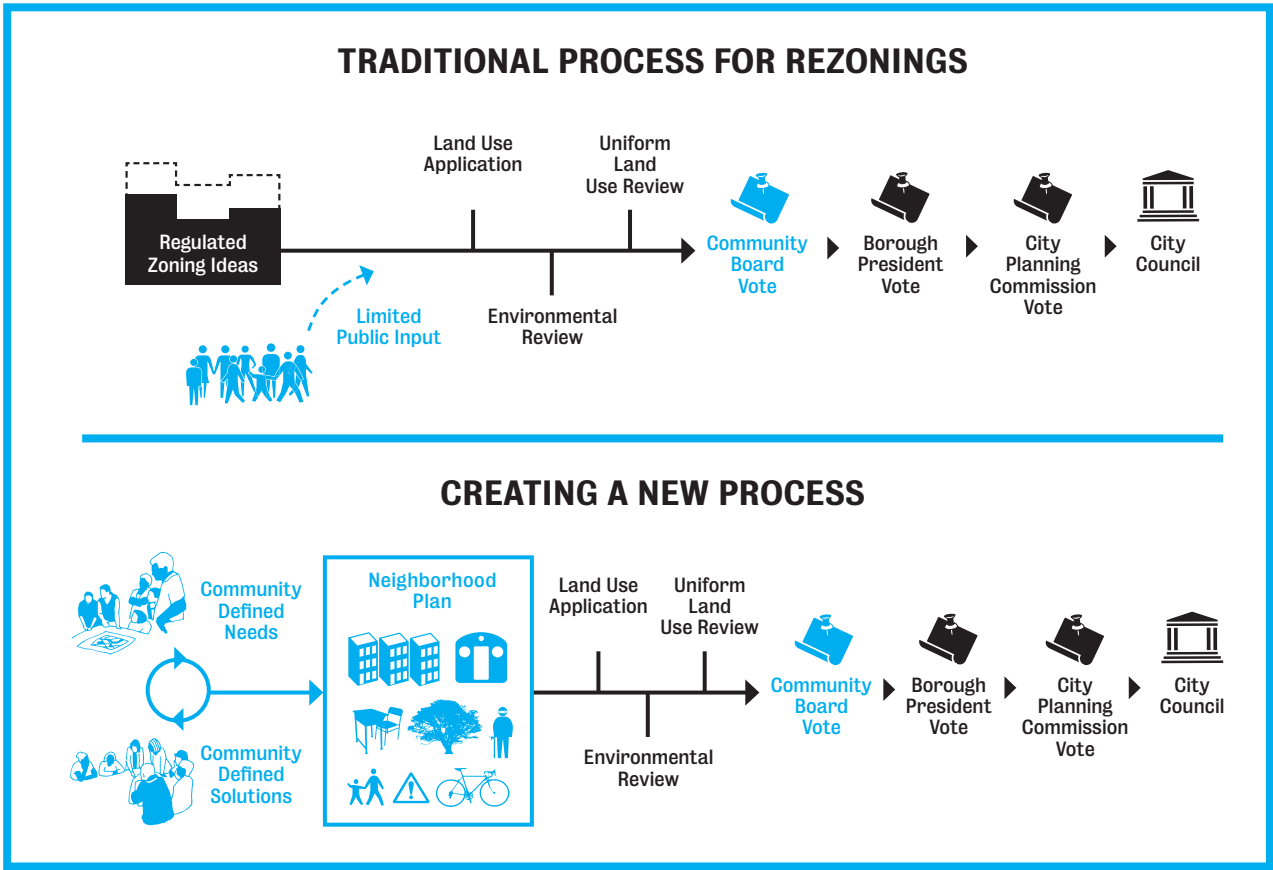 TRADITIONAL PROCESS FOR REZONINGS
Regulated
Zoning Ideas
Limited
Public Input
Land Use
Application
Environmental
Review
Uniform
Land
Use Review
Community
Board
Vote
Borough
President
Vote
City
Planning
Commission
Vote
City
Council
CREATING A NEW PROCESS
Community
Defined
Needs
Community
Defined
Solutions
Neighborhood
Plan
Land Use
Application
Environmental
Review
Uniform
Land
Use Review
Community
Board
Vote
Borough
President
Vote
City
Planning
Commission
Vote
City
Council